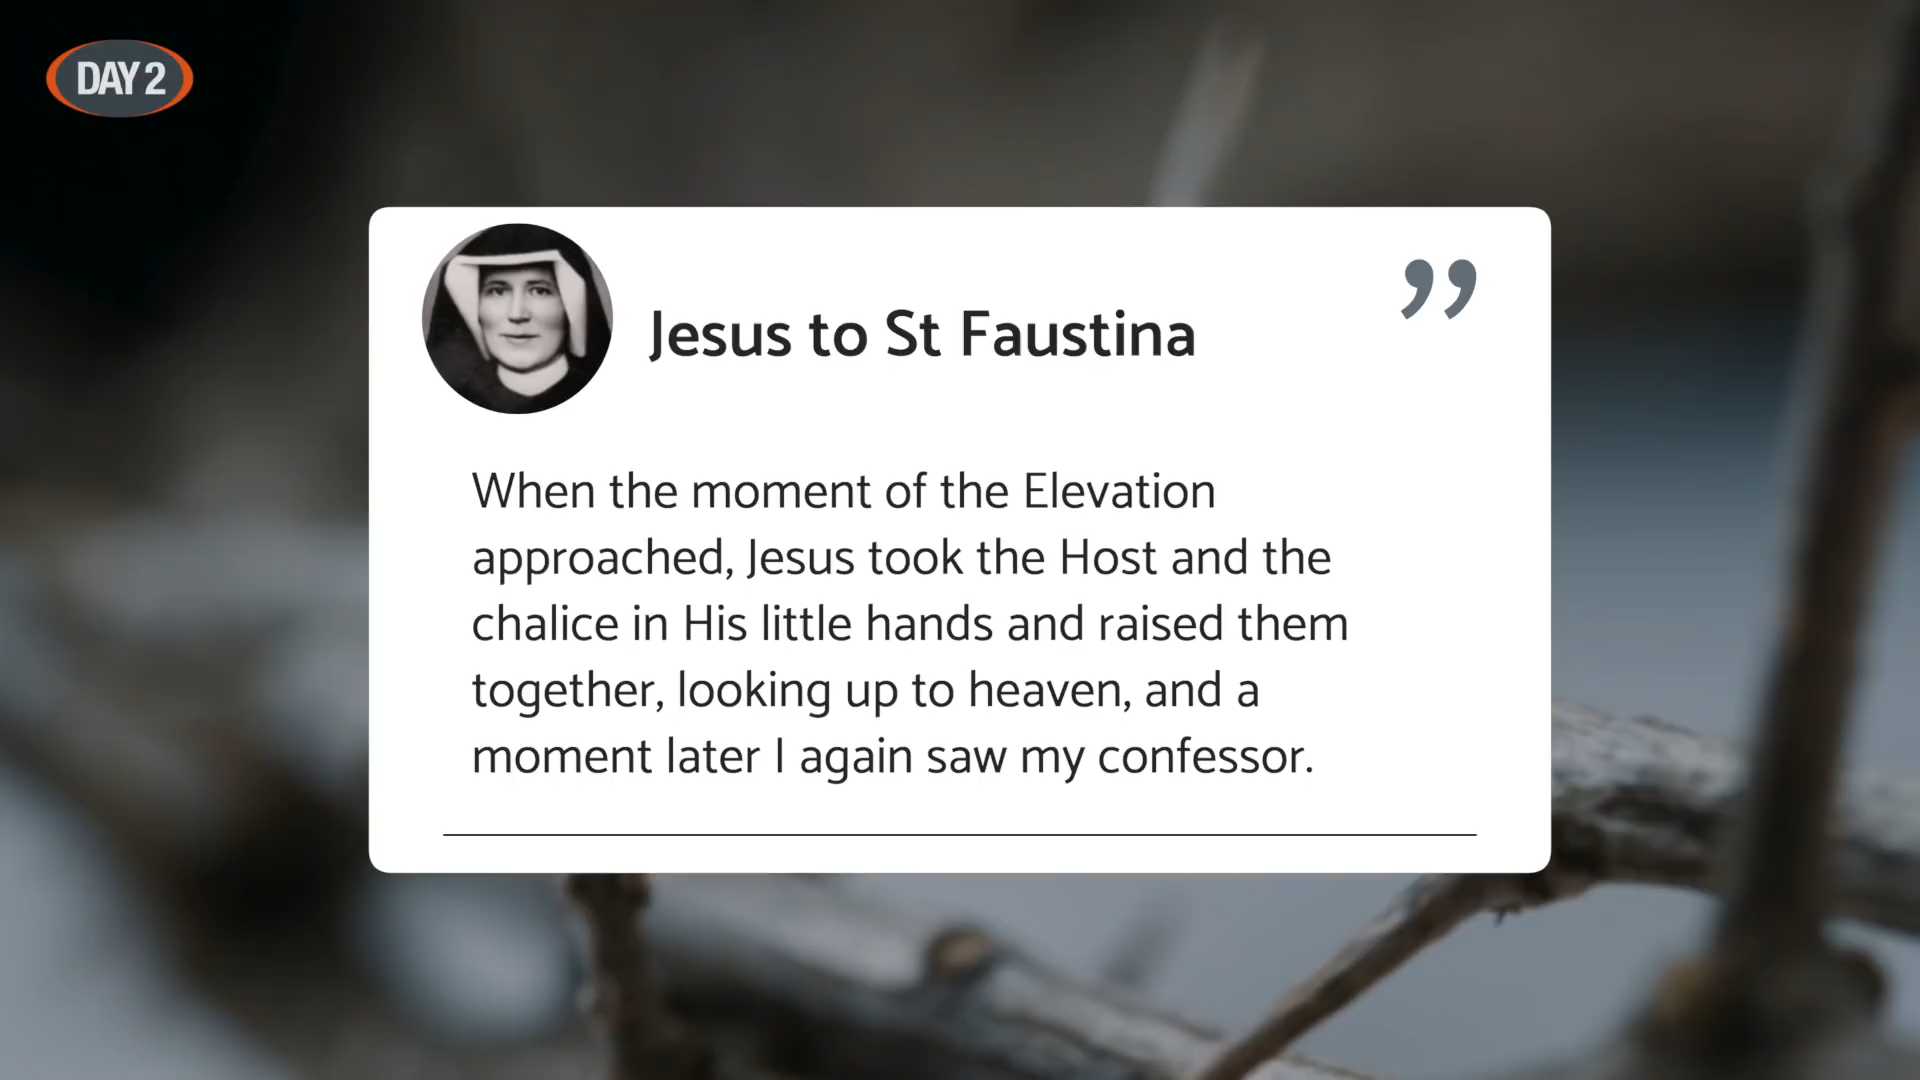 DAY 2
Jesus to St Faustina
”
When the moment of the Elevation
approached, Jesus took the Host and the
chalice in His little hands and raised them
together, looking up to heaven, and a
moment later I again saw my confessor.